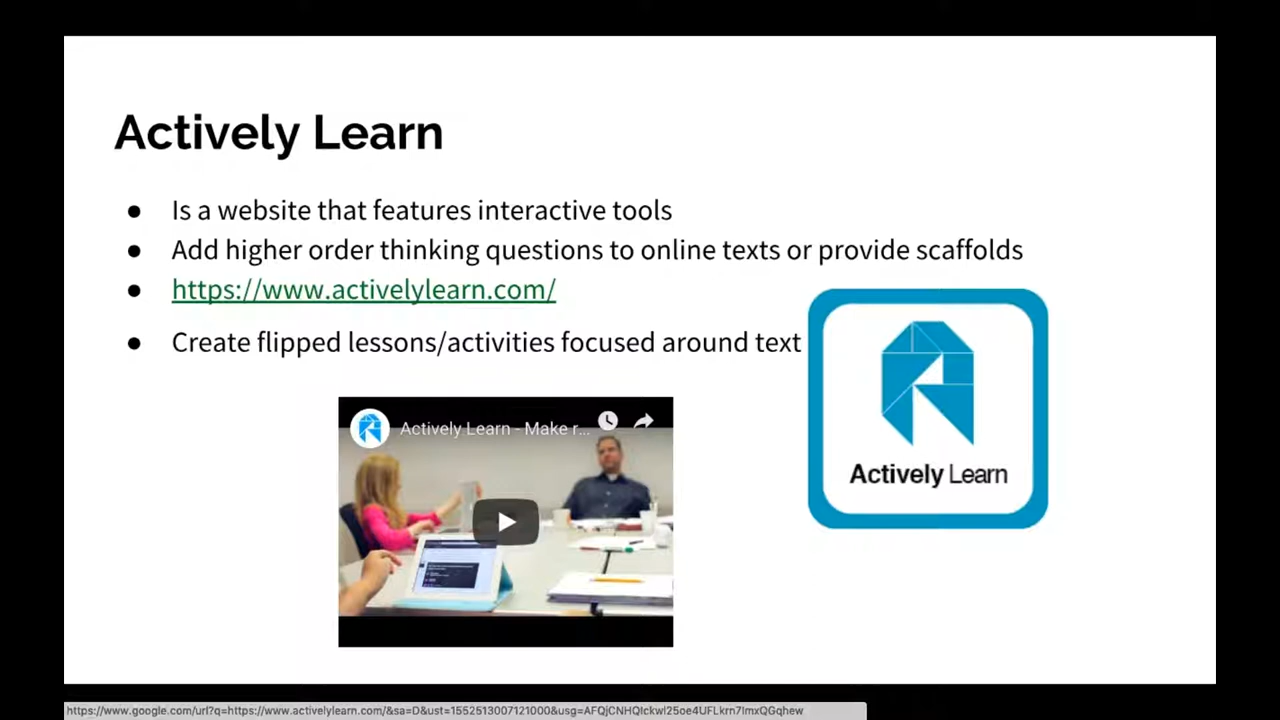 Actively Learn
● Is a website that features interactive tools
● Add higher order thinking questions to online texts or provide scaffolds
● https://www.activelylearn.com/
● Create flipped lessons/activities focused around text
Actively Learn - Make r...
Actively Learn